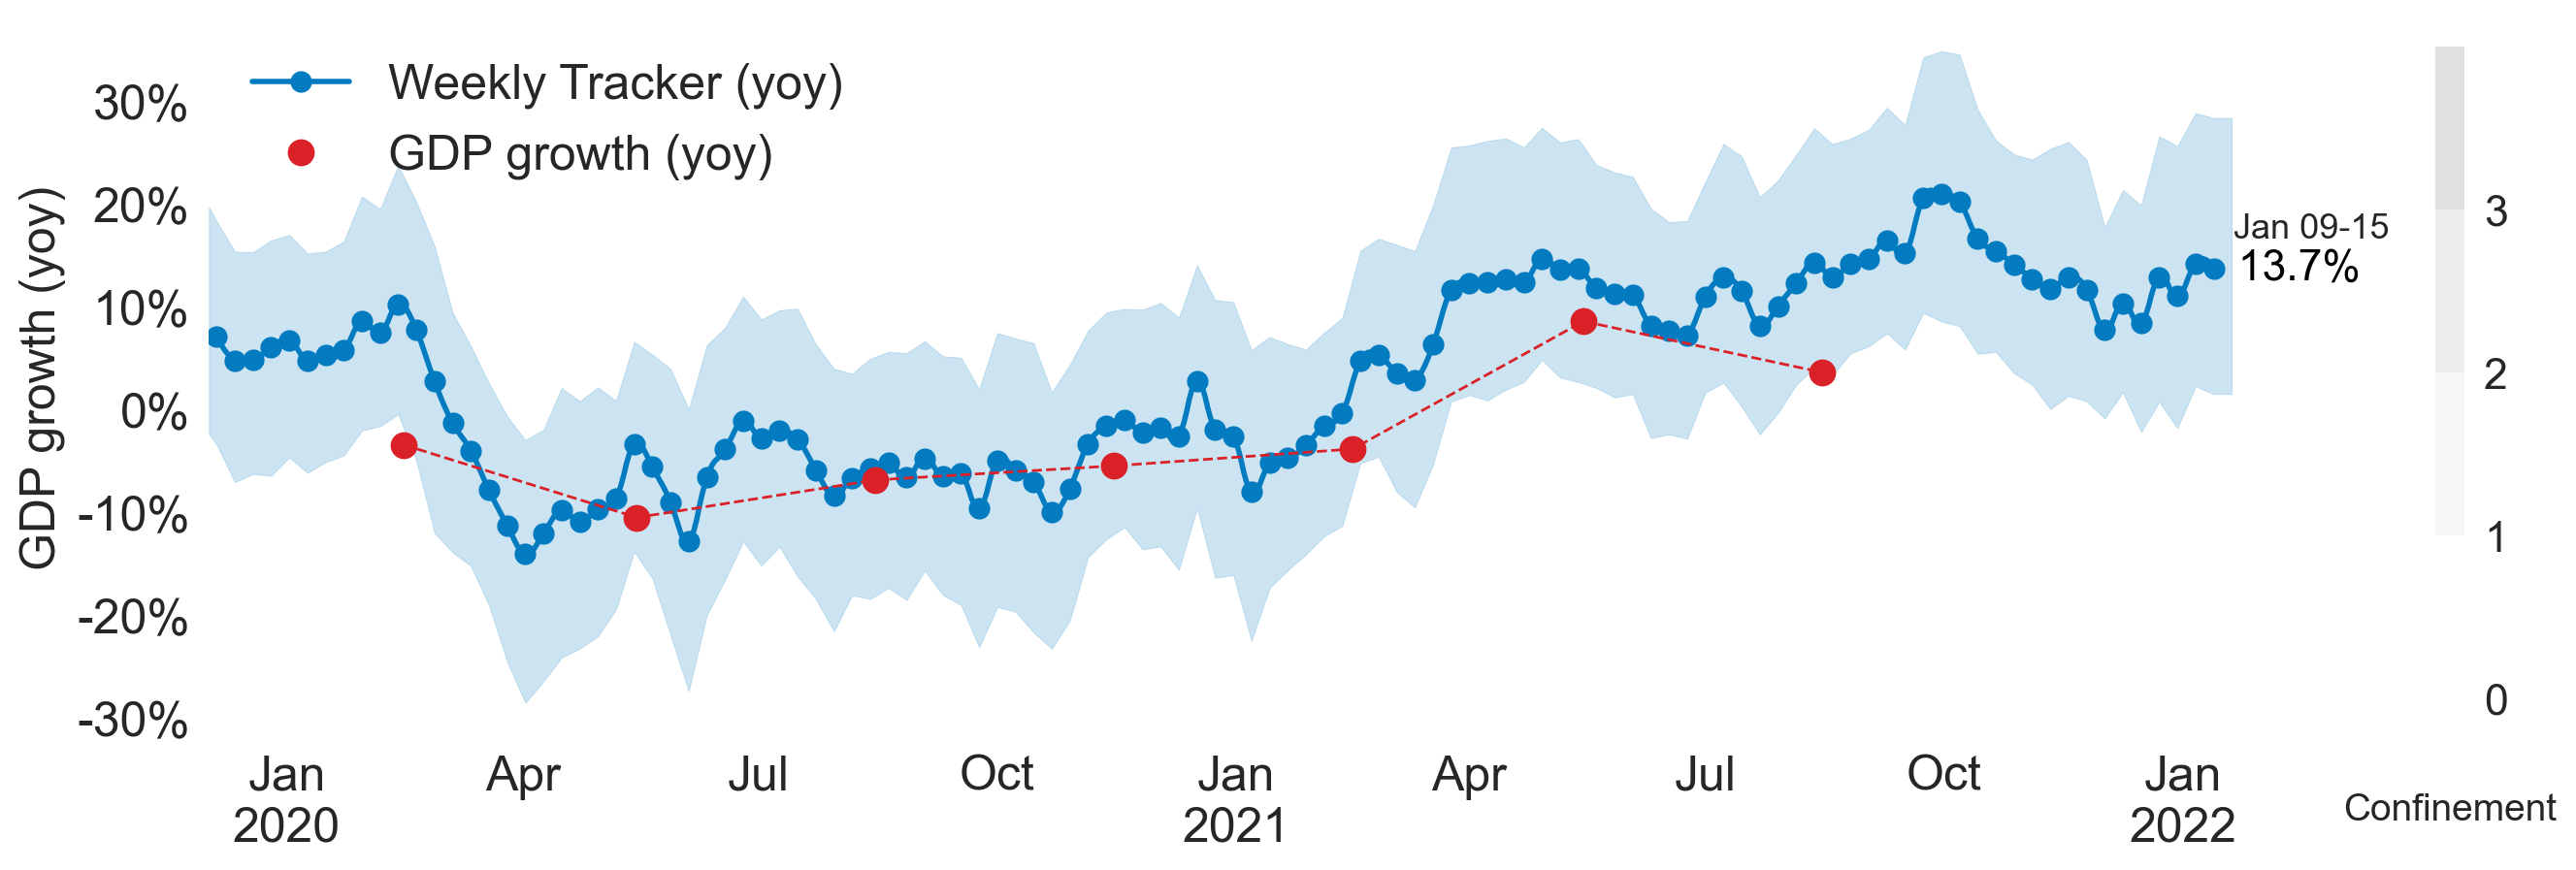 Weekly Tracker (yoy)
GDP growth (yoy)
GDP growth (yoy)
30%
20%
10%
0%
-10%
-20%
-30%
Jan 09-15
13.7%
3
2
1
0
Jan Apr Jul Oct Jan Apr Jul Oct Jan
2020 2021 2022
Confinement